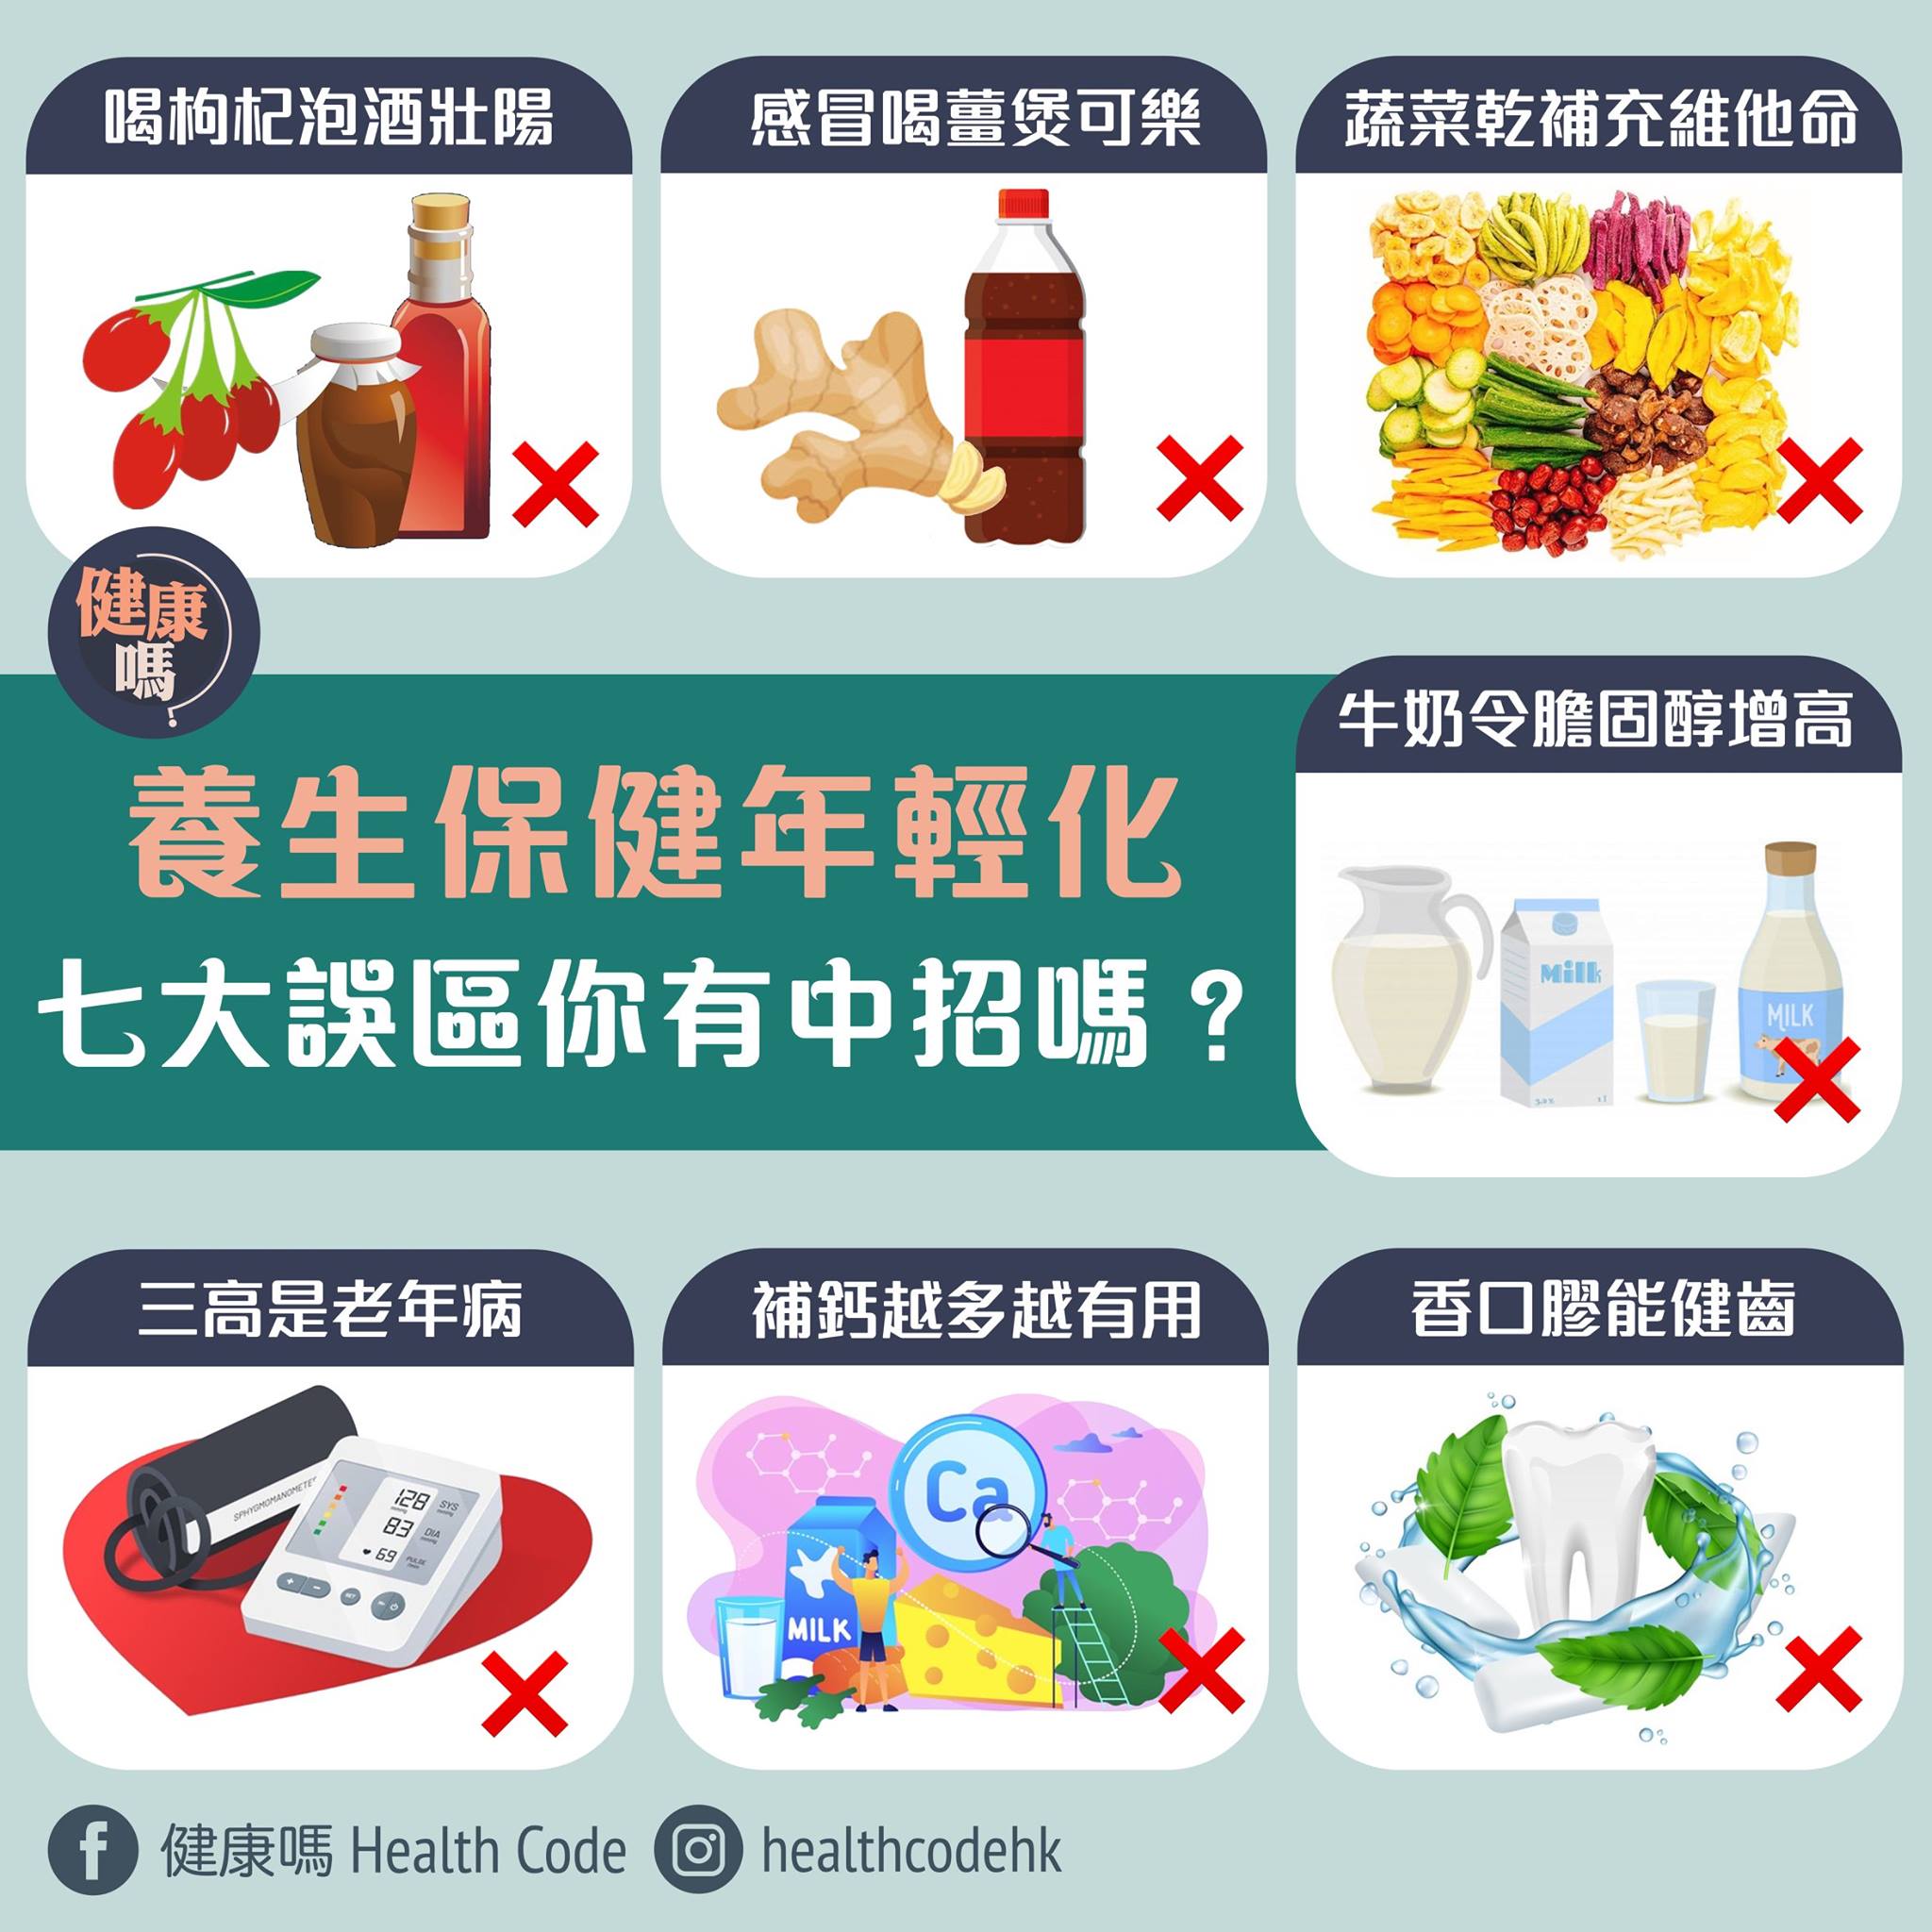 喝枸杞泡酒壯陽
感冒喝薑煲可樂
蔬菜乾補充維他命
健康
嗎?
養生保健年輕化
七大誤區你有中招嗎？
牛奶令膽固醇增高
Milk
MILK
三高是老年病
補鈣越多越有用
香口膠能健齒
SPHYGMOMANOMETER
128 SYS
83 DIA
69 PULSE
Ca
MILK
健康嗎 Health Code
healthcodehk